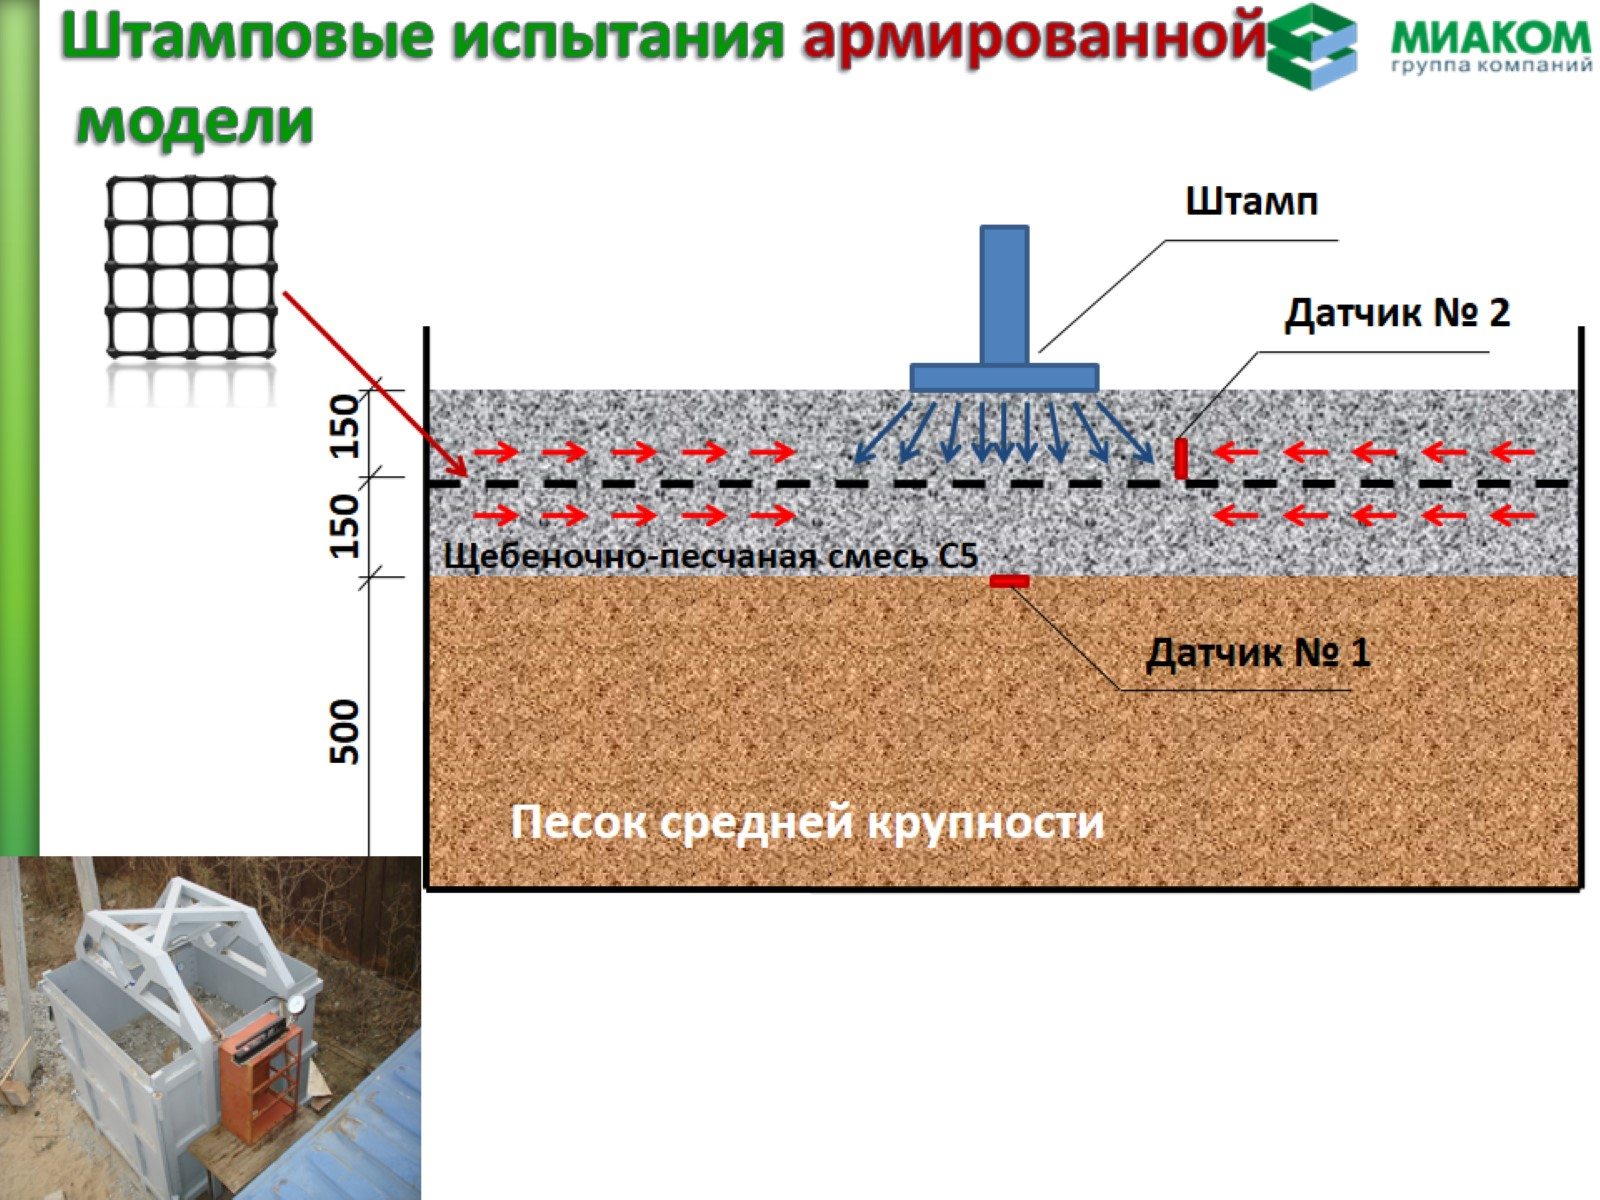 Штамповые испытания армированной
модели
МИАКОМ
группа компаний
Штамп
Датчик № 2
150
150
Щебеночно-песчаная смесь С5
Датчик № 1
500
Песок средней крупности